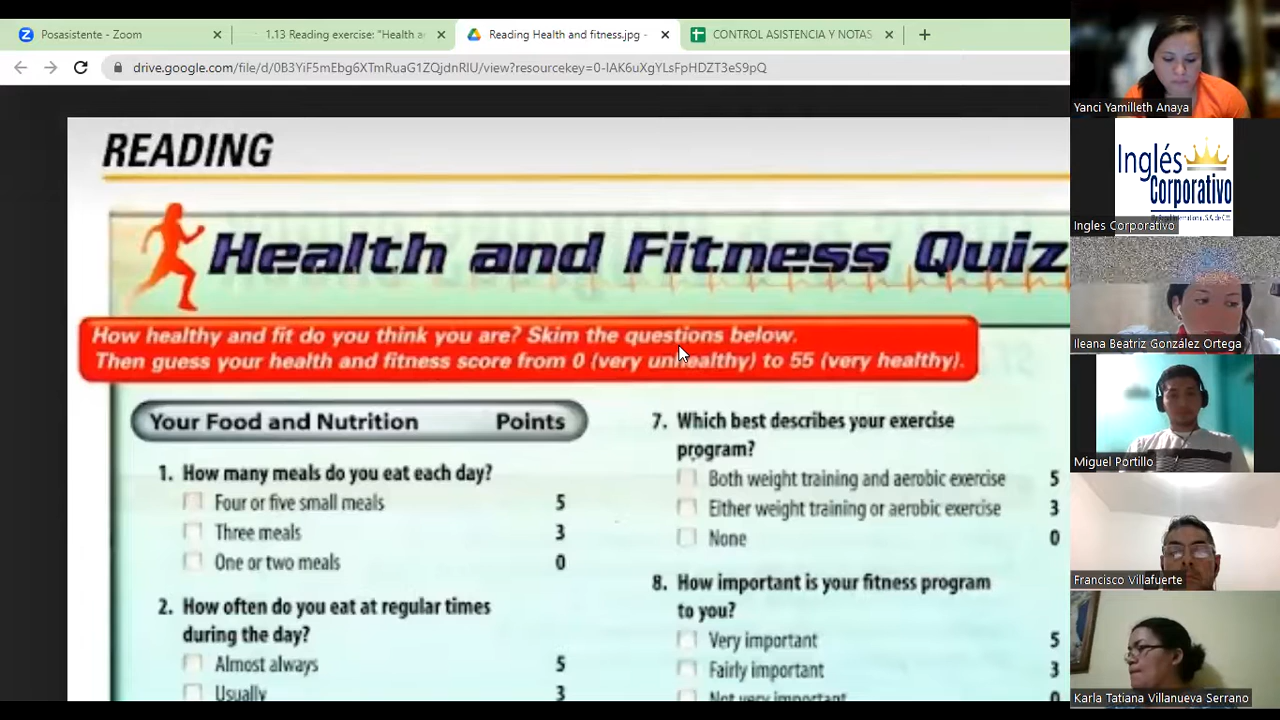 Posasistente - Zoom
1.13 Reading exercise: "Health a
Reading Health and fitness.jpg -
CONTROL ASISTENCIA Y NOTAS
drive.google.com/file/d/0B3YiF5mEbg6XTmRuaG1ZQjdnRlU/view?resourcekey=0-IAK6uXgYLsFpHDZT3eS9pQ
READING
Health and Fitness Quiz
How healthy and fit do you think you are? Skim the questions below.
Then guess your health and fitness score from 0 (very unhealthy) to 55 (very healthy).
Your Food and Nutrition Points
1. How many meals do you eat each day?
Four or five small meals 5
Three meals 3
One or two meals 0
2. How often do you eat at regular times
during the day?
Almost always 5
Usually 3
7. Which best describes your exercise
program?
Both weight training and aerobic exercise 5
Either weight training or aerobic exercise 3
None 0
8. How important is your fitness program
to you?
Very important 5
Fairly important 3
Not very important 0
Yanci Yamilleth Anaya
Inglés
Corporativo
Ingles Corporativo
Ileana Beatriz González Ortega
Miguel Portillo
Francisco Villafuerte
Karla Tatiana Villanueva Serrano